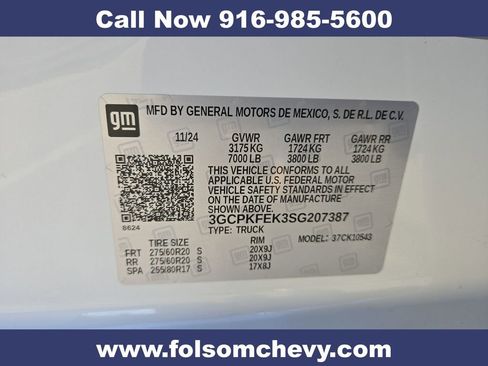 Call Now 916-985-5600
gm
MFD BY GENERAL MOTORS DE MEXICO, S. DE R.L. DE C.V.
11/24 GVWR GAWR FRT GAWR RR
3175 KG 1724 KG 1724 KG
7000 LB 3800 LB 3800 LB
THIS VEHICLE CONFORMS TO ALL
APPLICABLE U.S. FEDERAL MOTOR
VEHICLE SAFETY STANDARDS IN EFFECT
ON THE DATE OF MANUFACTURE
SHOWN ABOVE.
3GCPKFEK3SG207387
8624
TYPE: TRUCK MODEL: 37CK10543
TIRE SIZE RIM
FRT 275/60R20 S 20X9J
RR 275/60R20 S 20X9J
SPA 255/80R17 S 17X8J
www.folsomchevy.com